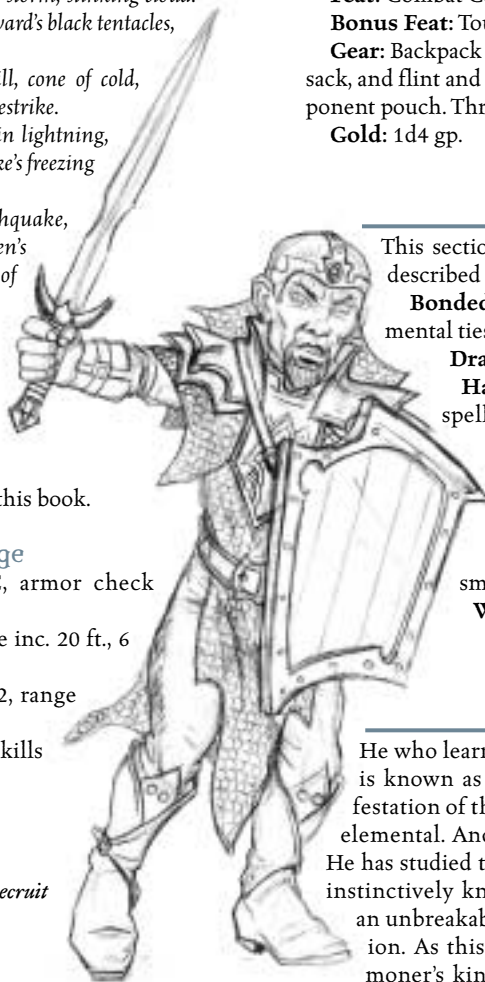 storm, stinking cloud.
vard's black tentacles,
ll, cone of cold,
estrike.
in lightning,
ke's freezing
hquake,
en's
of
this book.
ge
, armor check
e inc. 20 ft., 6
2, range
kills
ecruit
Feat: Combat Ca
Bonus Feat: Tou
Gear: Backpack
sack, and flint and
ponent pouch. Thr
Gold: 1d4 gp.
This sectio
described
Bonded
mental ties
Dra
Ha
spell
sm
W
He who learn
is known as
festation of th
elemental. And
He has studied t
instinctively kn
an unbreakab
ion. As this
moner's kin